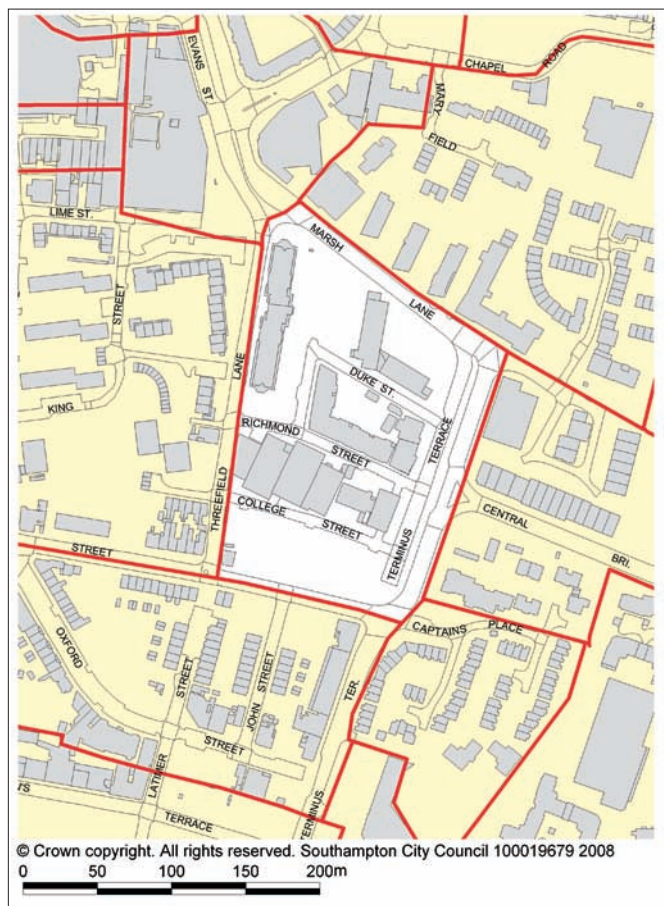 EVANS ST.
CHAPEL ROAD
MARY
FIELD
LIME ST.
MARSH LANE
STREET
LANE
DUKE ST.
KING
RICHMOND STREET
TERRACE
THREEFIELD
COLLEGE STREET
CENTRAL BRI.
TERMINUS
STREET
CAPTAINS PLACE
OXFORD STREET
STREET
JOHN STREET
TER.
LATIMER
TS
TERRACE
TERMINUS
© Crown copyright. All rights reserved. Southampton City Council 100019679 2008
0 50 100 150 200m